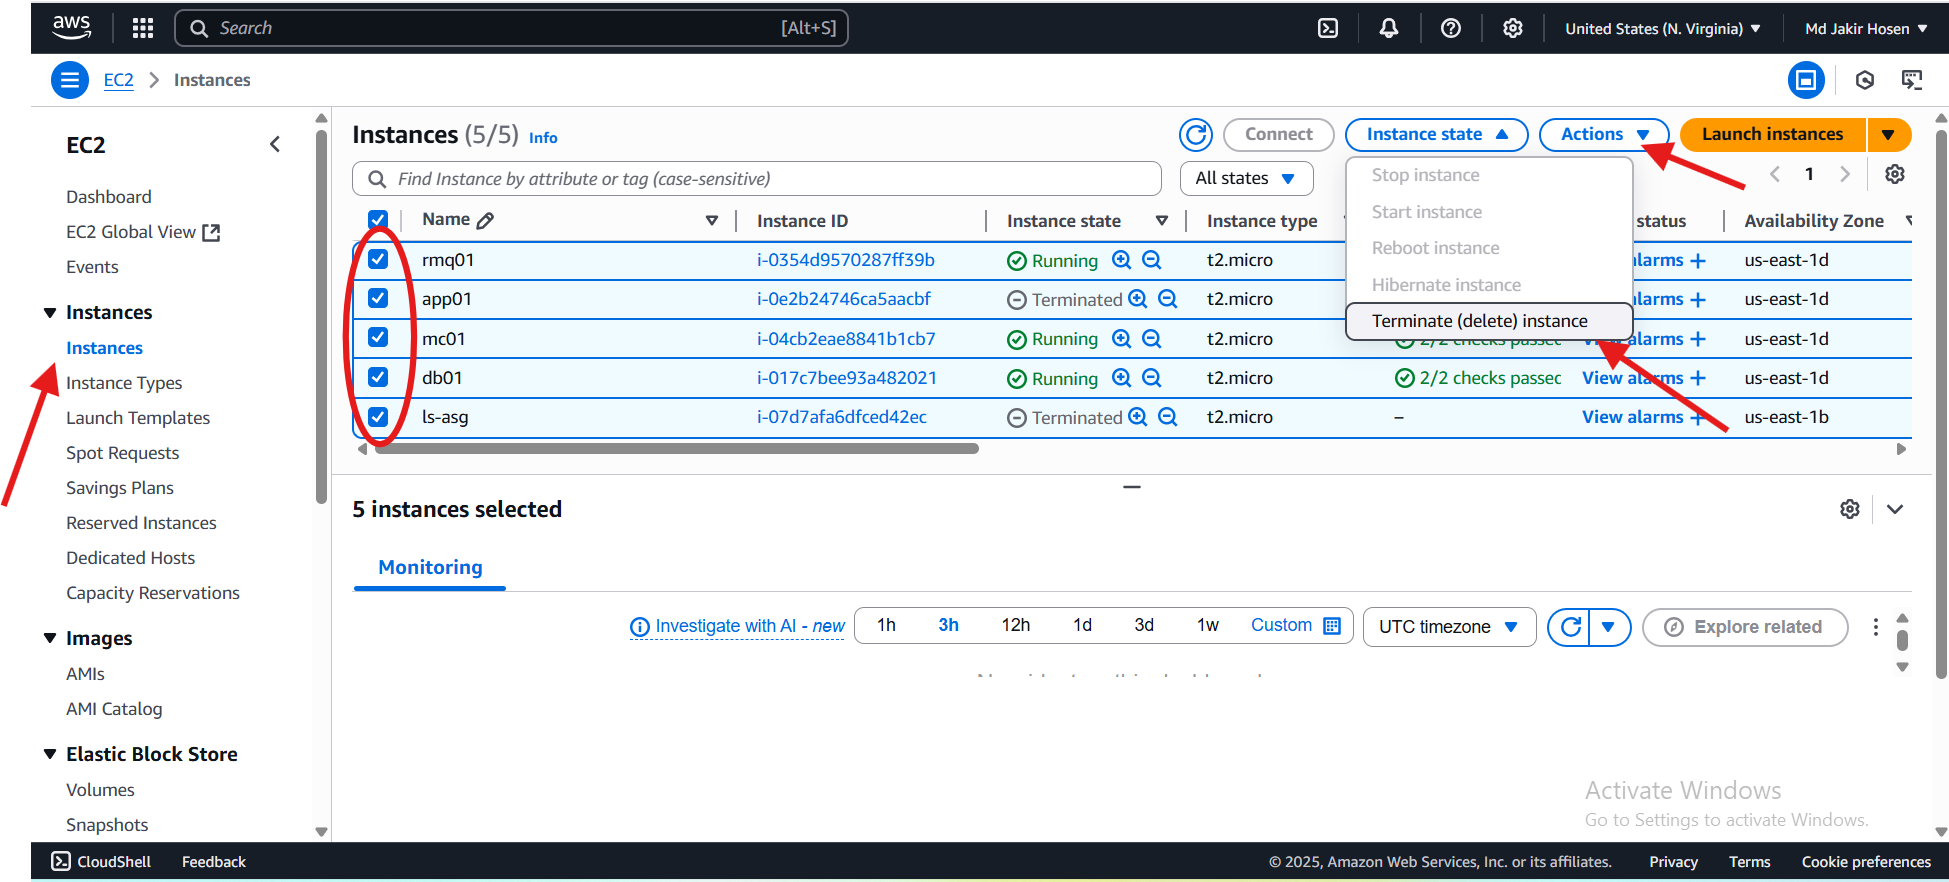 aws
Search [Alt+S]
United States (N. Virginia)
Md Jakir Hosen
EC2
Instances
EC2
Dashboard
EC2 Global View
Events
Instances
Instances
Instance Types
Launch Templates
Spot Requests
Savings Plans
Reserved Instances
Dedicated Hosts
Capacity Reservations
Images
AMIs
AMI Catalog
Elastic Block Store
Volumes
Snapshots
Instances (5/5) Info
Connect
Instance state
Actions
Launch instances
Find Instance by attribute or tag (case-sensitive)
All states
1
Stop instance
Start instance
Reboot instance
Hibernate instance
Terminate (delete) instance
Name Instance ID Instance state Instance type status Availability Zone
rmq01 i-0354d9570287ff39b Running t2.micro larms + us-east-1d
app01 i-0e2b24746ca5aacbf Terminated t2.micro larms + us-east-1d
mc01 i-04cb2eae8841b1cb7 Running t2.micro 2/2 checks passed View alarms + us-east-1d
db01 i-017c7bee93a482021 Running t2.micro 2/2 checks passed View alarms + us-east-1d
ls-asg i-07d7afa6dfced42ec Terminated t2.micro – View alarms + us-east-1b
5 instances selected
Monitoring
Investigate with AI - new
1h 3h 12h 1d 3d 1w Custom
UTC timezone
Explore related
Activate Windows
Go to Settings to activate Windows.
CloudShell Feedback
© 2025, Amazon Web Services, Inc. or its affiliates. Privacy Terms Cookie preferences